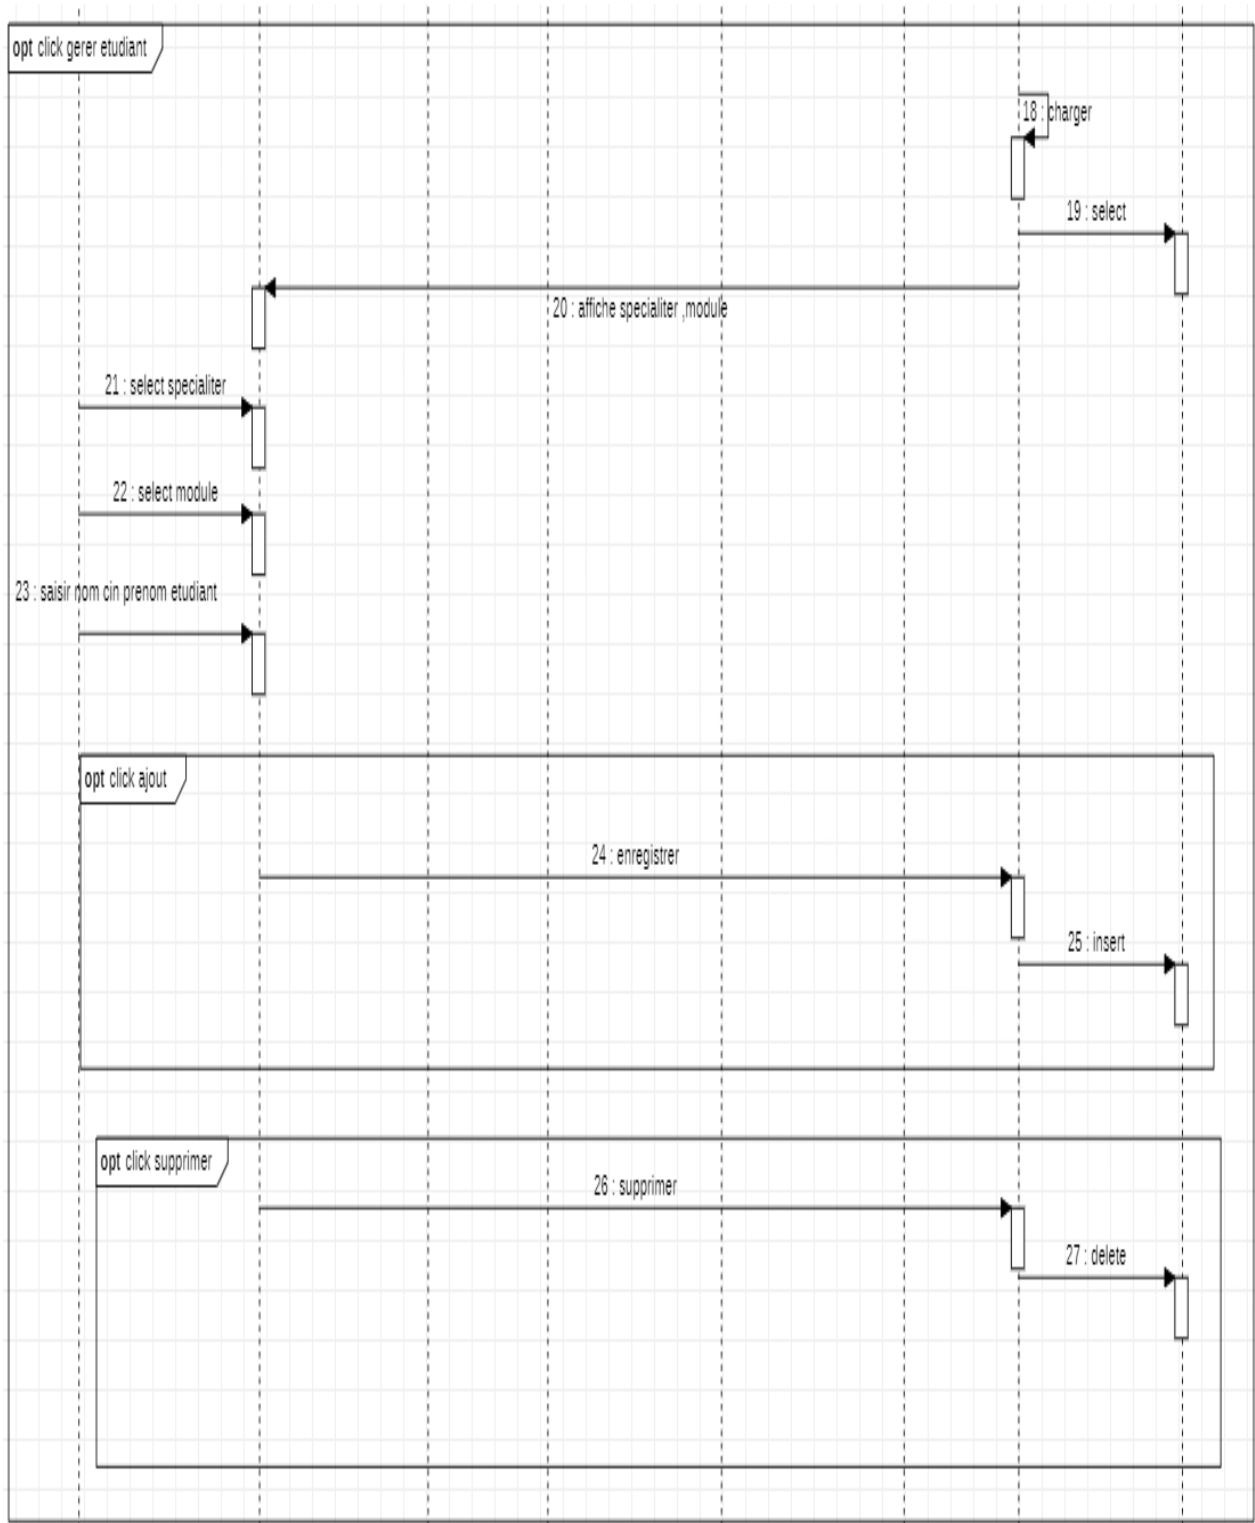 opt click gerer etudiant
18 : charger
19 : select
20 : affiche specialiter ,module
21 : select specialiter
22 : select module
23 : saisir nom cin prenom etudiant
opt click ajout
24 : enregistrer
25 : insert
opt click supprimer
26 : supprimer
27 : delete